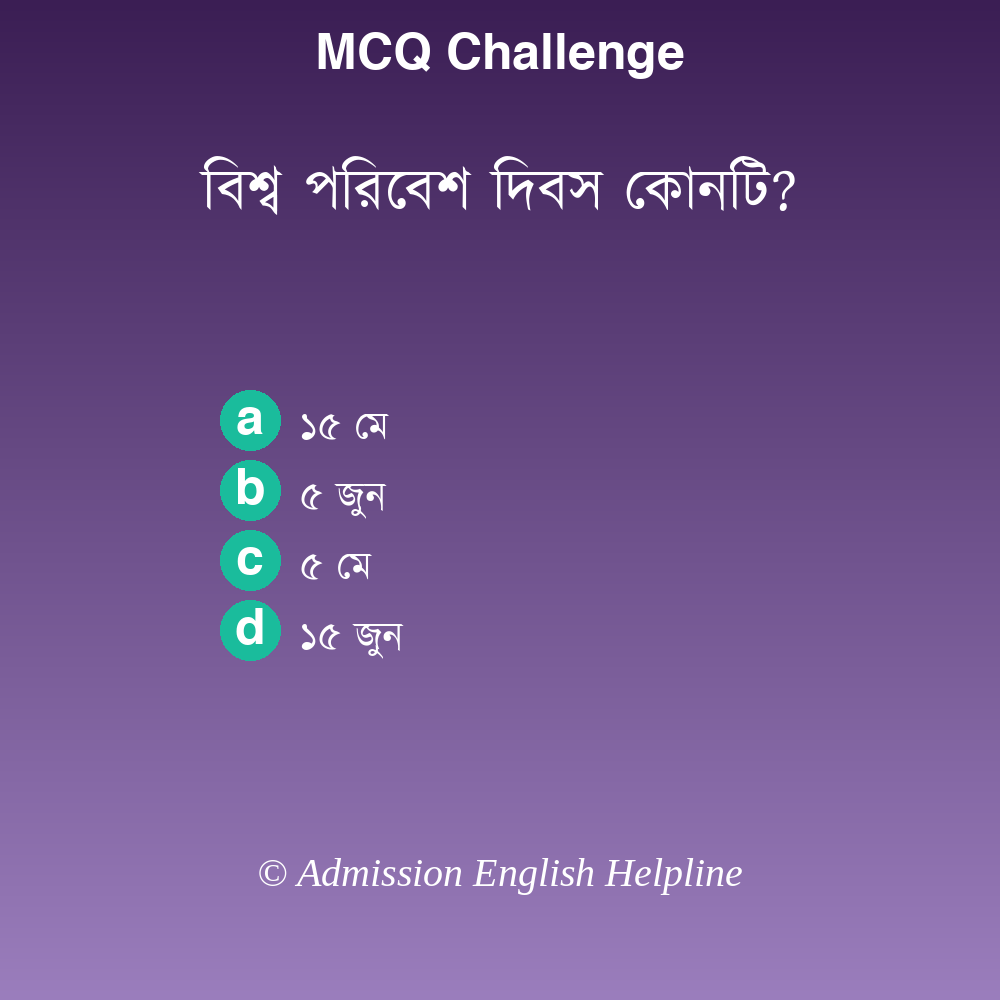 MCQ Challenge
বিশ্ব পরিবেশ দিবস কোনটি?
a ১৫ মে
b ৫ জুন
c ৫ মে
d ১৫ জুন
© Admission English Helpline